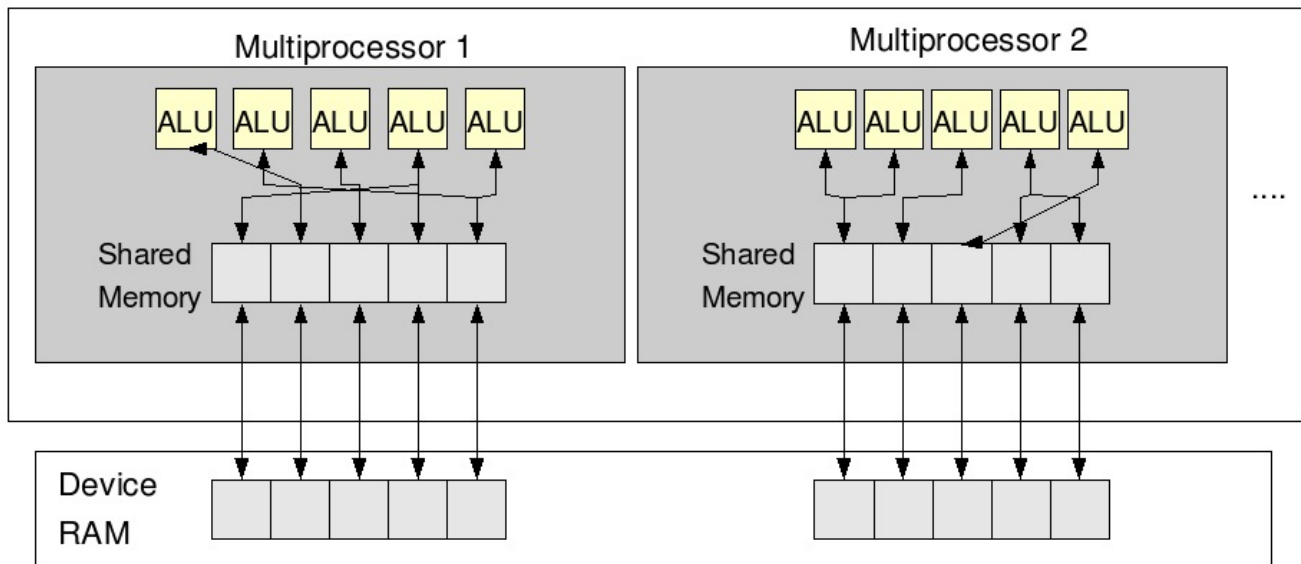 Multiprocessor 1
Multiprocessor 2
ALU ALU ALU ALU ALU
ALU ALU ALU ALU ALU
....
Shared
Memory
Shared
Memory
Device
RAM